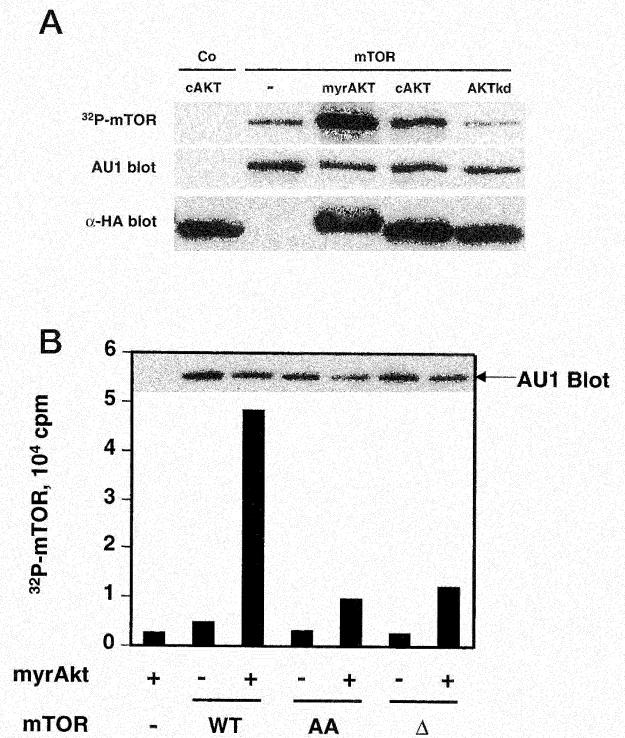 A
Co mTOR
cAKT - myrAKT cAKT AKTkd
³²P-mTOR
AU1 blot
α-HA blot
B
6
AU1 Blot
5
4
3
2
1
0
³²P-mTOR, 10⁴ cpm
myrAkt + - + - + - +
mTOR - WT AA Δ